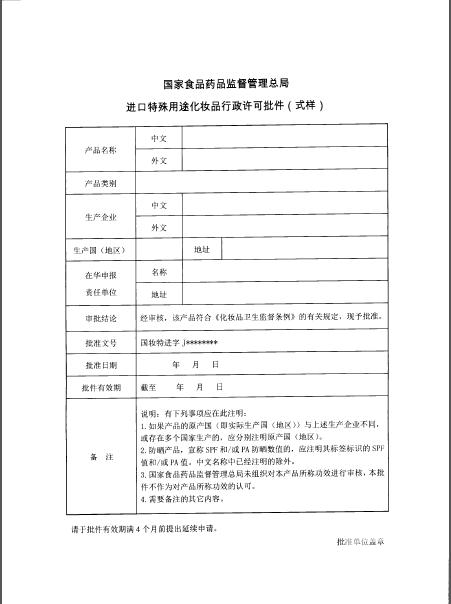 国家食品药品监督管理总局
进口特殊用途化妆品行政许可批件（式样）
产品名称
中文
外文
产品类别
生产企业
中文
外文
生产国（地区）
地址
在华申报
责任单位
名称
地址
审批结论
经审核，该产品符合《化妆品卫生监督条例》的有关规定，现予批准。
批准文号
国妆特进字J********
批准日期
年 月 日
批件有效期
截至 年 月 日
备 注
说明：有下列事项应在此注明：
1.如果产品的原产国（即实际生产国（地区））与上述生产企业不同，
或存在多个国家生产的，应分别注明原产国（地区）。
2.防晒产品，宣称SPF和/或PA防晒数值的，应注明其标签标识的SPF
值和/或PA值，中文名称中已经注明的除外。
3.国家食品药品监督管理总局未组织对本产品所称功效进行审核，本批
件不作为对产品所称功效的认可。
4.需要备注的其它内容。
请于批件有效期满4个月前提出延续申请。
批准单位盖章